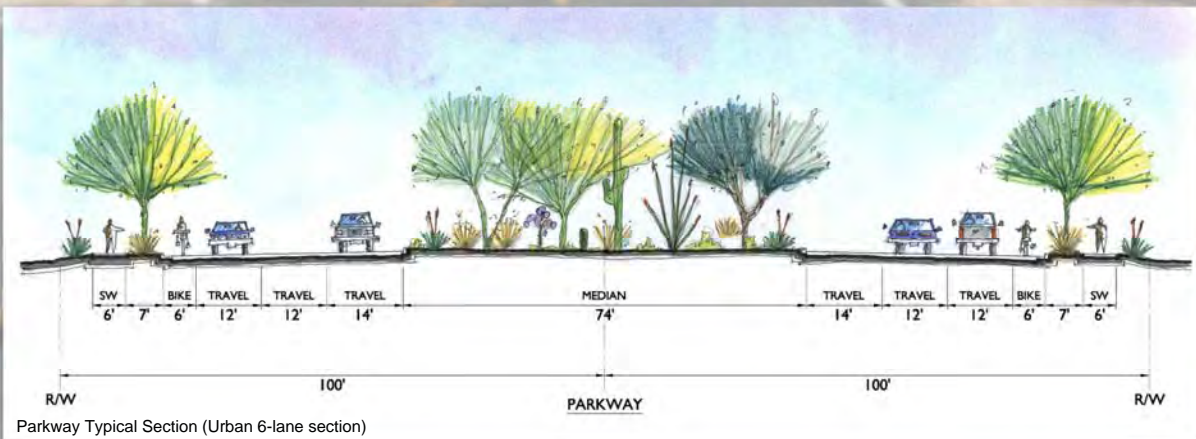 SW BIKE TRAVEL TRAVEL TRAVEL MEDIAN TRAVEL TRAVEL TRAVEL BIKE SW
6' 7' 6' 12' 12' 14' 74' 14' 12' 12' 6' 7' 6'
100' 100'
R/W PARKWAY R/W
Parkway Typical Section (Urban 6-lane section)